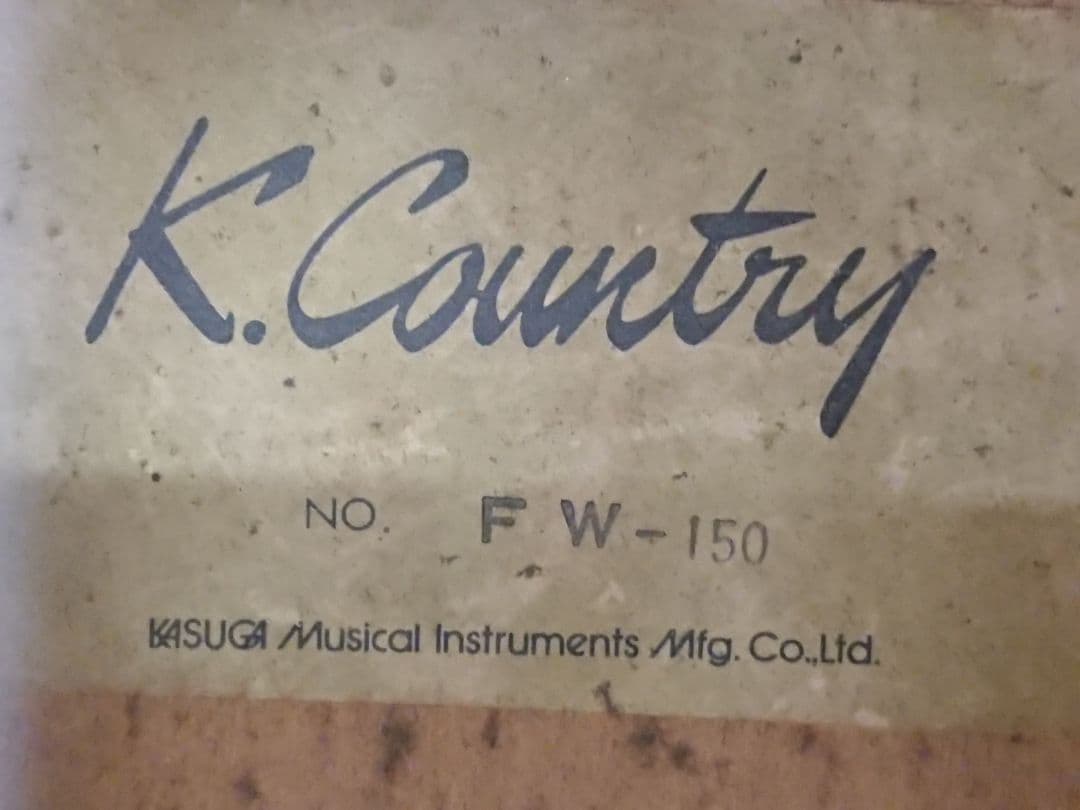 K. Country
NO. F W-150
KASUGA Musical Instruments Mfg. Co.,Ltd.